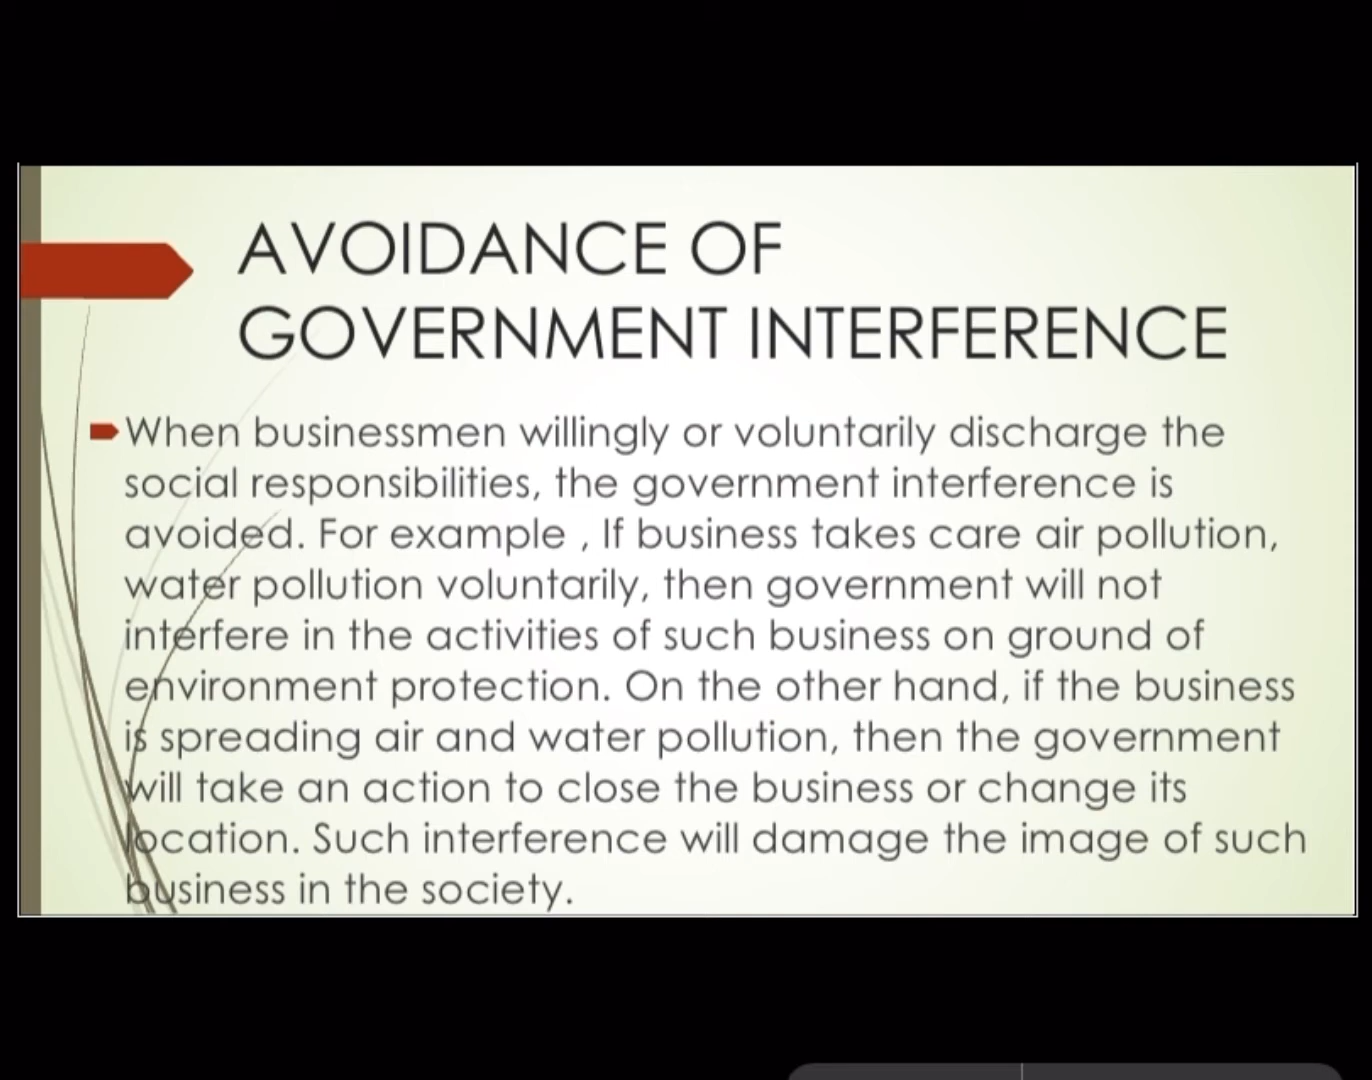 AVOIDANCE OF
GOVERNMENT INTERFERENCE
When businessmen willingly or voluntarily discharge the
social responsibilities, the government interference is
avoided. For example , If business takes care air pollution,
water pollution voluntarily, then government will not
interfere in the activities of such business on ground of
environment protection. On the other hand, if the business
is spreading air and water pollution, then the government
will take an action to close the business or change its
location. Such interference will damage the image of such
business in the society.